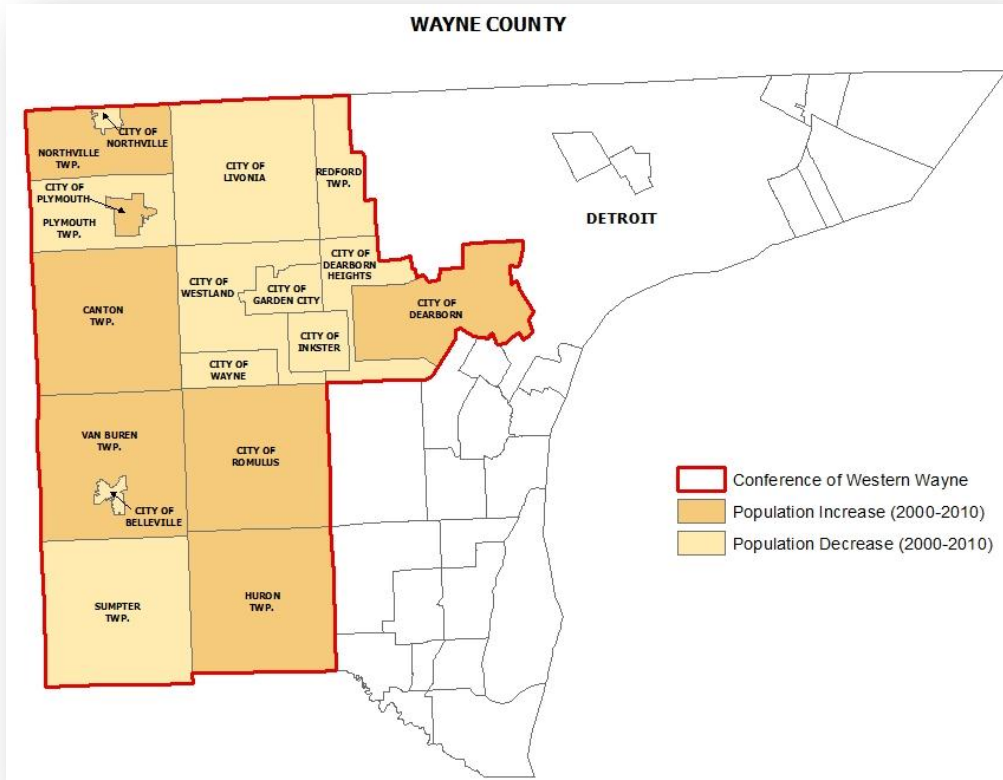 WAYNE COUNTY
CITY OF
NORTHVILLE
NORTHVILLE
TWP.
CITY OF
LIVONIA
REDFORD
TWP.
CITY OF
PLYMOUTH
PLYMOUTH
TWP.
DETROIT
CITY OF
DEARBORN
HEIGHTS
CITY OF
WESTLAND
CITY OF
GARDEN CITY
CANTON
TWP.
CITY OF
DEARBORN
CITY OF
INKSTER
CITY OF
WAYNE
VAN BUREN
TWP.
CITY OF
ROMULUS
CITY OF
BELLEVILLE
Conference of Western Wayne
Population Increase (2000-2010)
Population Decrease (2000-2010)
SUMPTER
TWP.
HURON
TWP.